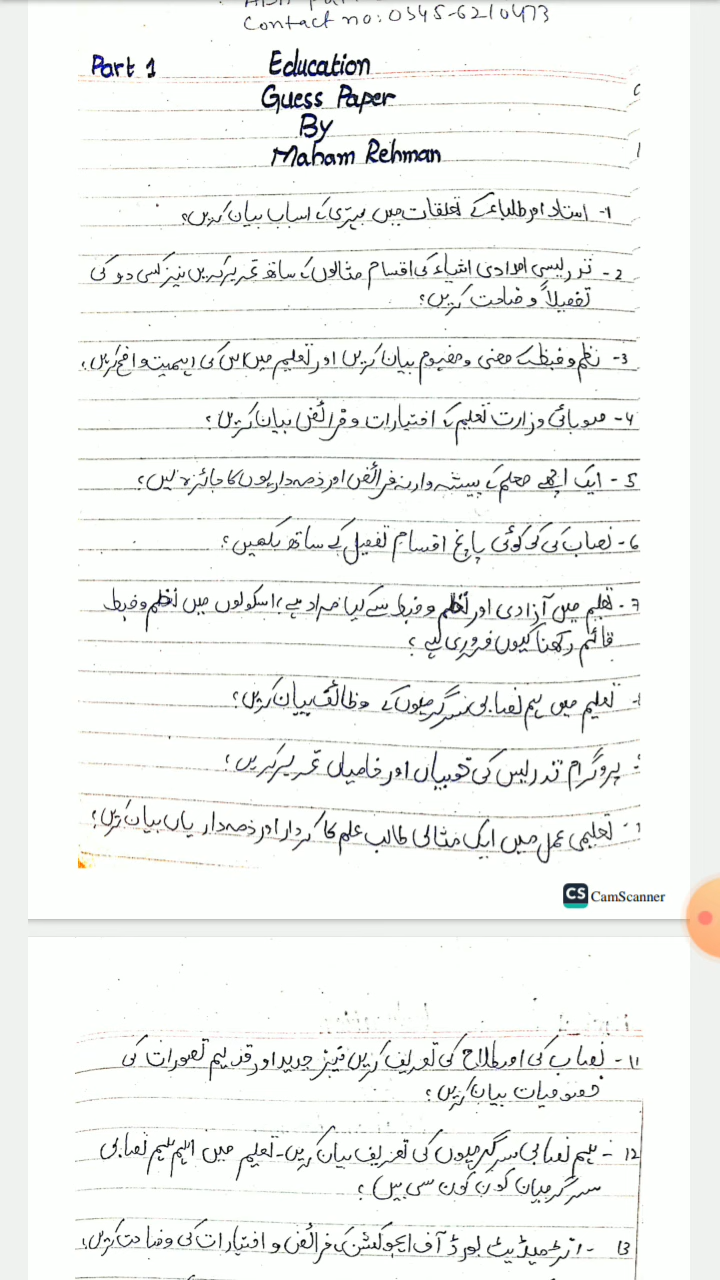 Contact no: 0345-6210473
Part 1
Education
Guess Paper
By
Maham Rehman
1- استاد اور طلباء کے تعلقات میں بہتری کے اسباب بیان کریں؟
2- تدریسی امدادی اشیاء کی اقسام مثالوں کے ساتھ تحریر کریں نیز کسی دو کی
تفصیلاً وضاحت کریں؟
3- نظم و ضبط کے معنی و مفہوم بیان کریں اور تعلیم میں اس کی اہمیت واضح کریں؟
4- صوبائی وزارت تعلیم کے اختیارات و فرائض بیان کریں؟
5- ایک اچھے معلم کے پیشہ وارنہ فرائض اور ذمہ داریوں کا جائزہ لیں؟
6- نصاب کی کو کوئی پانچ اقسام تفصیل کے ساتھ لکھیں؟
7- تعلیم میں آزادی اور نظم و ضبط سے کیا مراد ہے؟ اسکولوں میں نظم و ضبط
قائم رکھنا کیوں ضروری ہے؟
تعلیم میں ہم نصابی سرگرمیوں کے وظائف بیان کریں؟
پروگرام تدریس کی خوبیاں اور خامیاں تحریر کریں؟
تعلیمی عمل میں ایک مثالی طالب علم کا کردار اور ذمہ داریاں بیان کریں؟
CS CamScanner
11- نصاب کی اصطلاح کی تعریف کریں نیز جدید اور قدیم تصورات کی
خصوصیات بیان کریں؟
12- ہم نصابی سرگرمیوں کی تعریف بیان کریں۔ تعلیم میں اہم ہم نصابی
سرگرمیاں کون کون سی ہیں؟
13- انٹرمیڈیٹ بورڈ آف ایجوکیشن کے فرائض و اختیارات کی وضاحت کریں؟